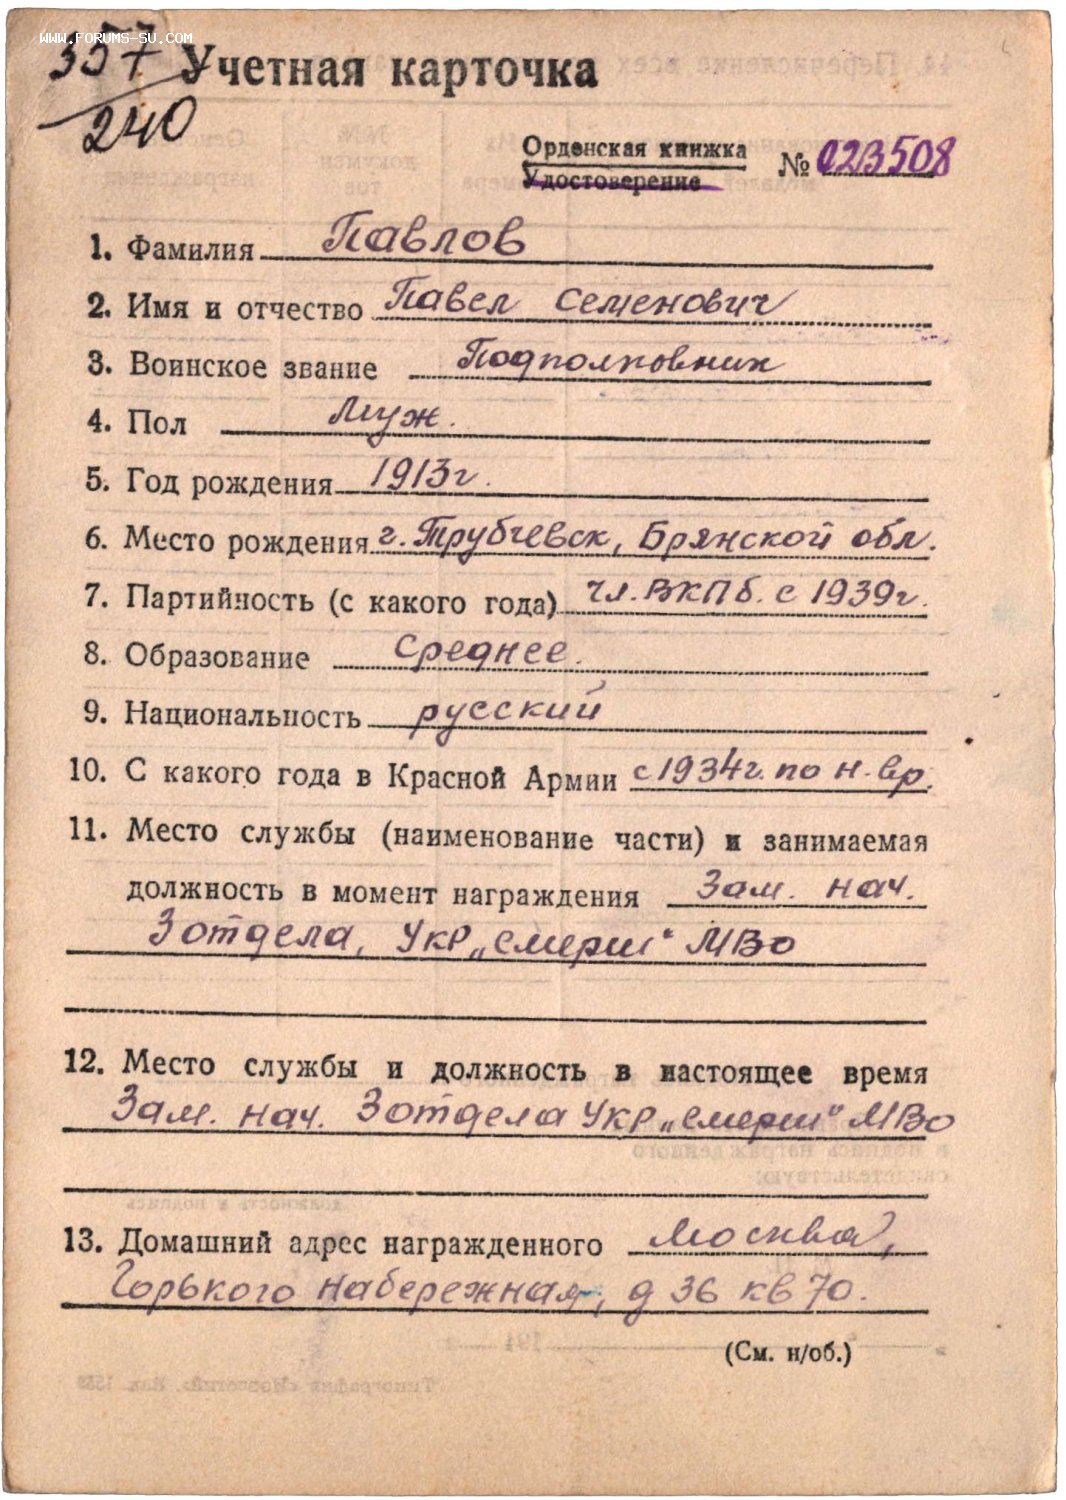 www.forums-su.com
357
240
Учетная карточка
Орденская книжка
Удостоверение
№ 023508
1. Фамилия Павлов
2. Имя и отчество Павел Семенович
3. Воинское звание Подполковник
4. Пол Муж.
5. Год рождения 1913г.
6. Место рождения г. Трубчевск, Брянской обл.
7. Партийность (с какого года) чл. ВКПб. с 1939г.
8. Образование Среднее.
9. Национальность русский
10. С какого года в Красной Армии с 1934г. по н. вр.
11. Место службы (наименование части) и занимаемая
должность в момент награждения Зам. нач.
3 отдела, УКР „Смерш" МВО
12. Место службы и должность в настоящее время
Зам. нач. 3 отдела УКР „Смерш" МВО
13. Домашний адрес награжденного Москва,
Горького набережная, д 36 кв 70.
(См. н/об.)